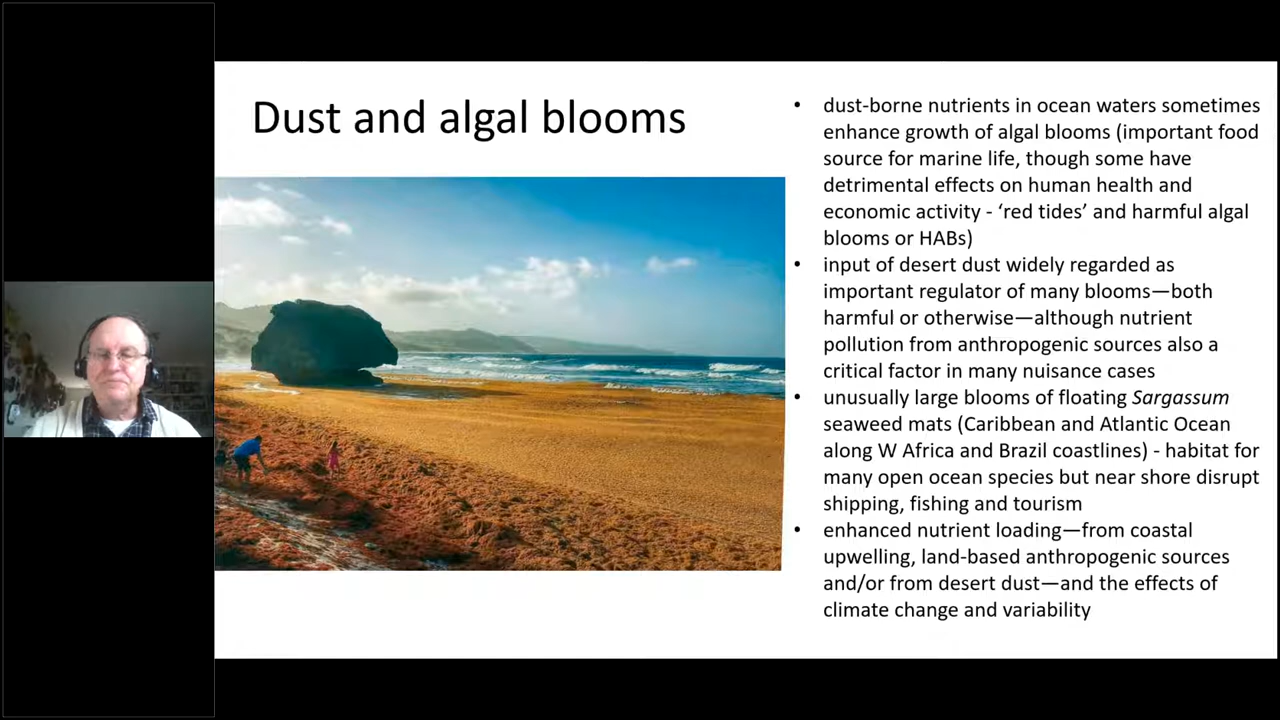 Dust and algal blooms
• dust-borne nutrients in ocean waters sometimes
enhance growth of algal blooms (important food
source for marine life, though some have
detrimental effects on human health and
economic activity - ‘red tides’ and harmful algal
blooms or HABs)
• input of desert dust widely regarded as
important regulator of many blooms—both
harmful or otherwise—although nutrient
pollution from anthropogenic sources also a
critical factor in many nuisance cases
• unusually large blooms of floating Sargassum
seaweed mats (Caribbean and Atlantic Ocean
along W Africa and Brazil coastlines) - habitat for
many open ocean species but near shore disrupt
shipping, fishing and tourism
• enhanced nutrient loading—from coastal
upwelling, land-based anthropogenic sources
and/or from desert dust—and the effects of
climate change and variability